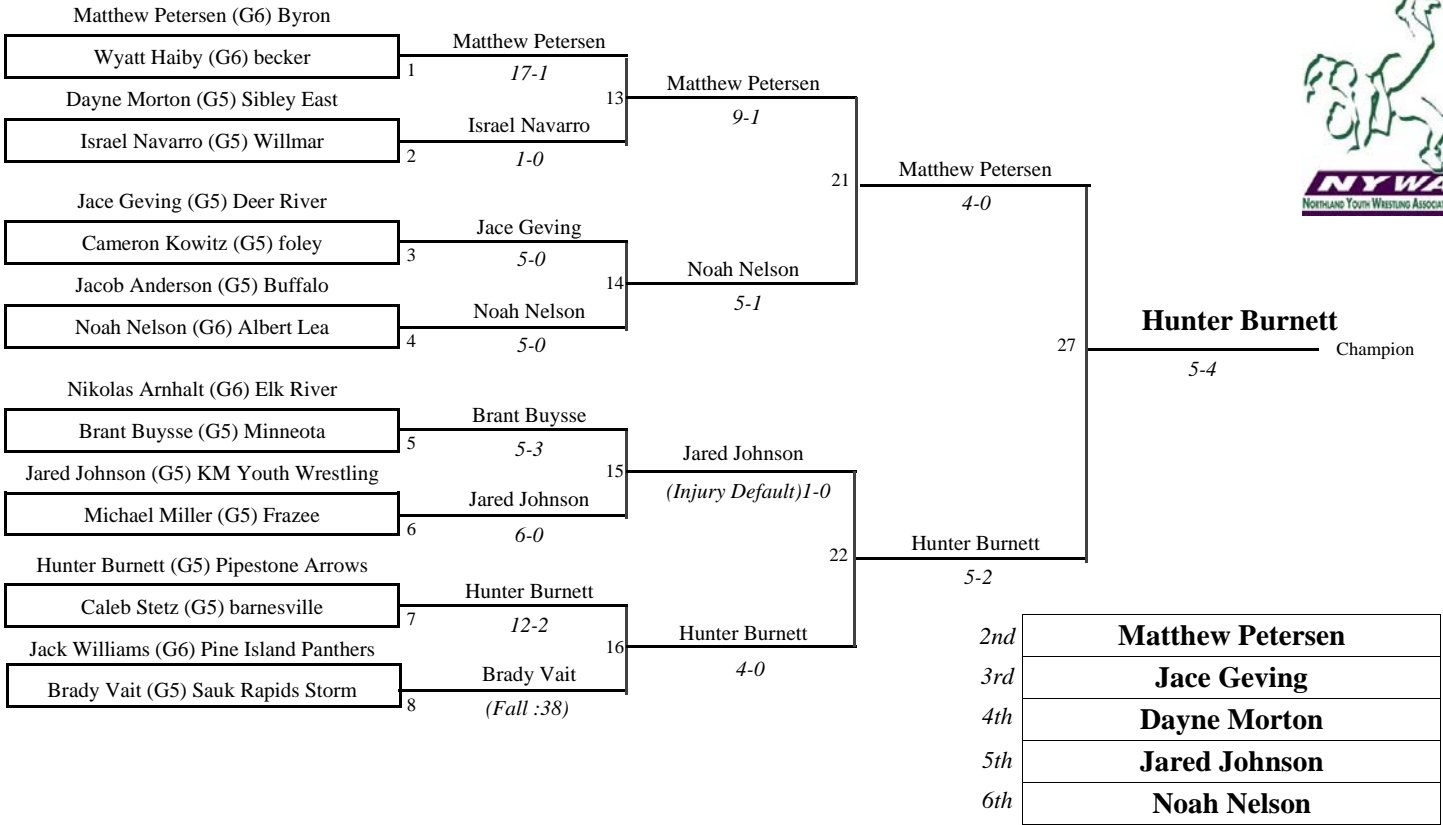 Matthew Petersen (G6) Byron
Wyatt Haiby (G6) becker
1
Matthew Petersen
17-1
Dayne Morton (G5) Sibley East
Israel Navarro (G5) Willmar
2
Israel Navarro
1-0
13
Matthew Petersen
9-1
Jace Geving (G5) Deer River
Cameron Kowitz (G5) foley
3
Jace Geving
5-0
Jacob Anderson (G5) Buffalo
Noah Nelson (G6) Albert Lea
4
Noah Nelson
5-0
14
Noah Nelson
5-1
21
Matthew Petersen
4-0
Nikolas Arnhalt (G6) Elk River
Brant Buysse (G5) Minneota
5
Brant Buysse
5-3
Jared Johnson (G5) KM Youth Wrestling
Michael Miller (G5) Frazee
6
Jared Johnson
6-0
15
Jared Johnson
(Injury Default)1-0
Hunter Burnett (G5) Pipestone Arrows
Caleb Stetz (G5) barnesville
7
Hunter Burnett
12-2
Jack Williams (G6) Pine Island Panthers
Brady Vait (G5) Sauk Rapids Storm
8
Brady Vait
(Fall :38)
16
Hunter Burnett
4-0
22
Hunter Burnett
5-2
27
Hunter Burnett
5-4
Champion
NYWA
NORTHLAND YOUTH WRESTLING
2nd Matthew Petersen
3rd Jace Geving
4th Dayne Morton
5th Jared Johnson
6th Noah Nelson